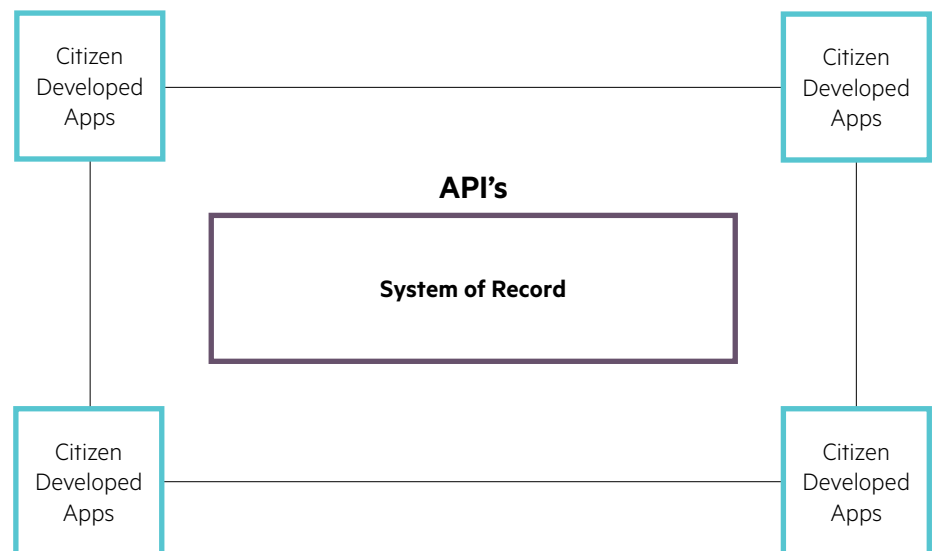 Citizen
Developed
Apps
Citizen
Developed
Apps
API's
System of Record
Citizen
Developed
Apps
Citizen
Developed
Apps